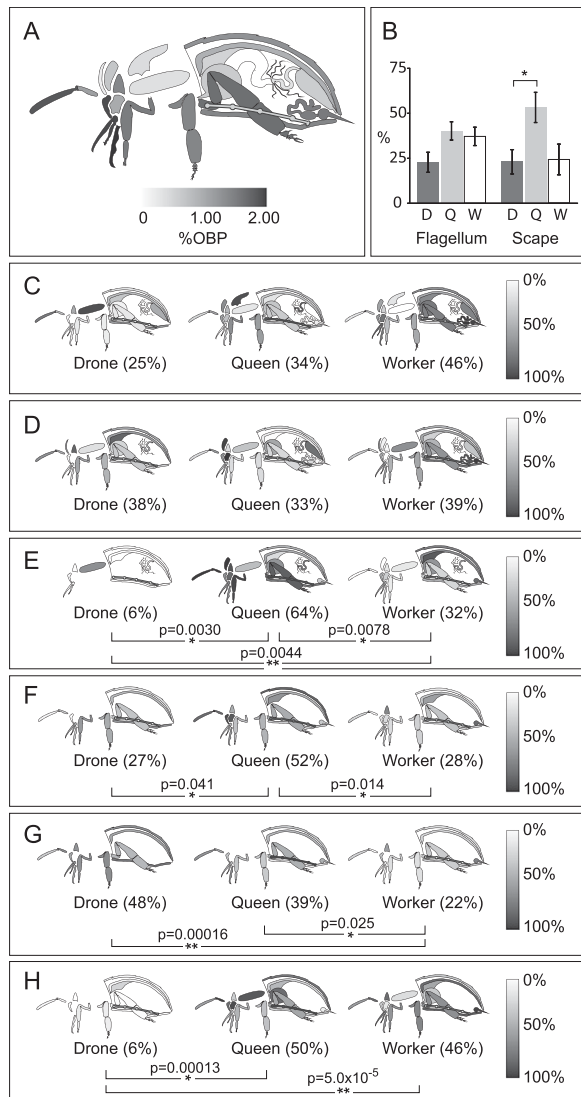 A
0 1.00 2.00
%OBP
B
75
50
%
25
0
*
D Q W D Q W
Flagellum Scape
C
Drone (25%) Queen (34%) Worker (46%)
0%
50%
100%
D
Drone (38%) Queen (33%) Worker (39%)
0%
50%
100%
E
Drone (6%) Queen (64%) Worker (32%)
p=0.0030 p=0.0078
* *
p=0.0044
**
0%
50%
100%
F
Drone (27%) Queen (52%) Worker (28%)
p=0.041 p=0.014
* *
0%
50%
100%
G
Drone (48%) Queen (39%) Worker (22%)
p=0.025
p=0.00016 *
**
0%
50%
100%
H
Drone (6%) Queen (50%) Worker (46%)
p=0.00013
* p=5.0x10⁻⁵
**
0%
50%
100%